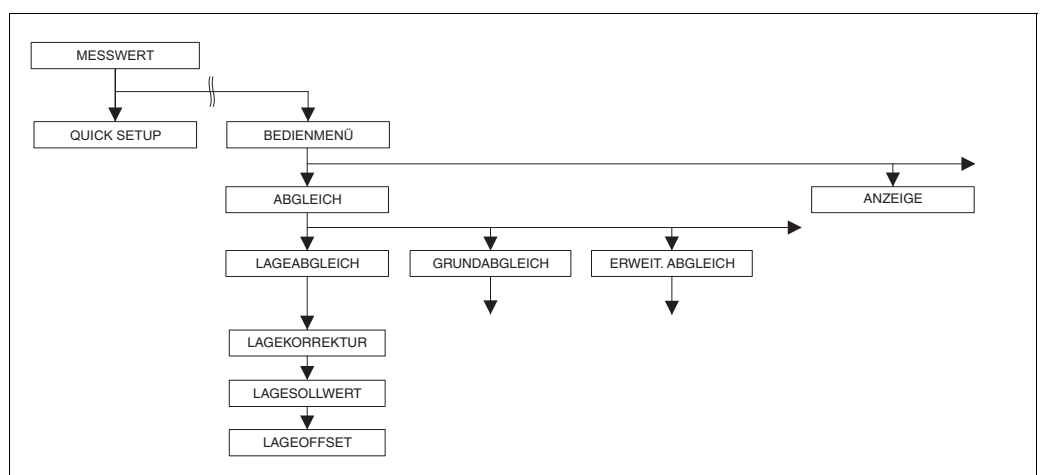 MESSWERT
QUICK SETUP
BEDIENMENÜ
ABGLEICH
ANZEIGE
LAGEABGLEICH
GRUNDABGLEICH
ERWEIT. ABGLEICH
LAGEKORREKTUR
LAGESOLLWERT
LAGEOFFSET